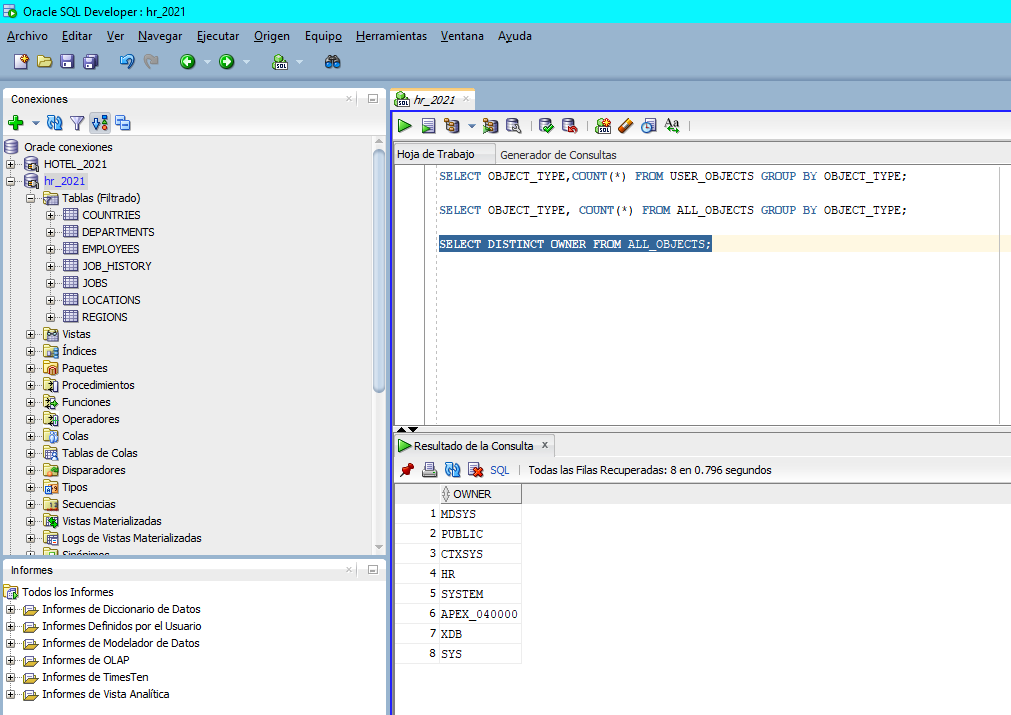 Oracle SQL Developer : hr_2021
Archivo Editar Ver Navegar Ejecutar Origen Equipo Herramientas Ventana Ayuda
Conexiones
Oracle conexiones
HOTEL_2021
hr_2021
Tablas (Filtrado)
COUNTRIES
DEPARTMENTS
EMPLOYEES
JOB_HISTORY
JOBS
LOCATIONS
REGIONS
Vistas
Índices
Paquetes
Procedimientos
Funciones
Operadores
Colas
Tablas de Colas
Disparadores
Tipos
Secuencias
Vistas Materializadas
Logs de Vistas Materializadas
Sinónimos
Informes
Todos los Informes
Informes de Diccionario de Datos
Informes Definidos por el Usuario
Informes de Modelador de Datos
Informes de OLAP
Informes de TimesTen
Informes de Vista Analítica
hr_2021
Hoja de Trabajo Generador de Consultas
SELECT OBJECT_TYPE,COUNT(*) FROM USER_OBJECTS GROUP BY OBJECT_TYPE;
SELECT OBJECT_TYPE, COUNT(*) FROM ALL_OBJECTS GROUP BY OBJECT_TYPE;
SELECT DISTINCT OWNER FROM ALL_OBJECTS;
Resultado de la Consulta
SQL | Todas las Filas Recuperadas: 8 en 0.796 segundos
OWNER
1 MDSYS
2 PUBLIC
3 CTXSYS
4 HR
5 SYSTEM
6 APEX_040000
7 XDB
8 SYS